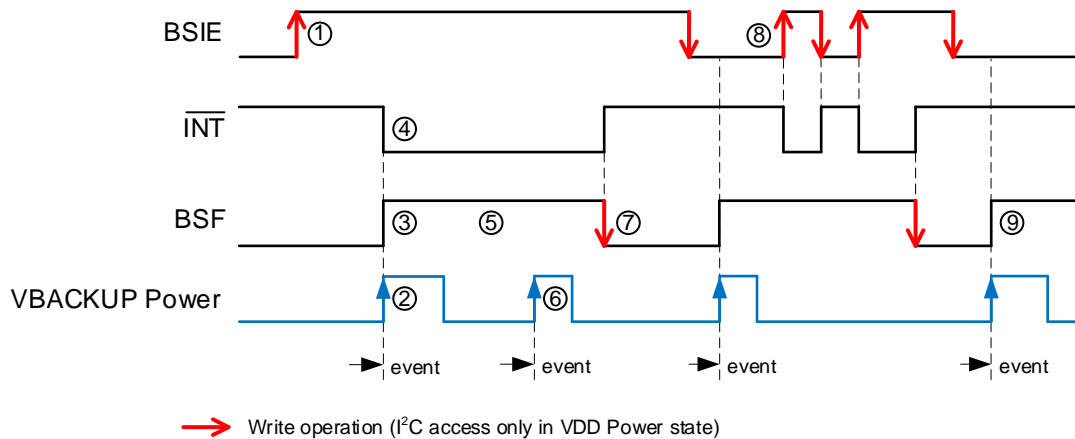 BSIE ① ⑧
I̅N̅T̅ ④
BSF ③ ⑤ ⑦ ⑨
VBACKUP Power ② ⑥
event event event event
Write operation (I²C access only in VDD Power state)